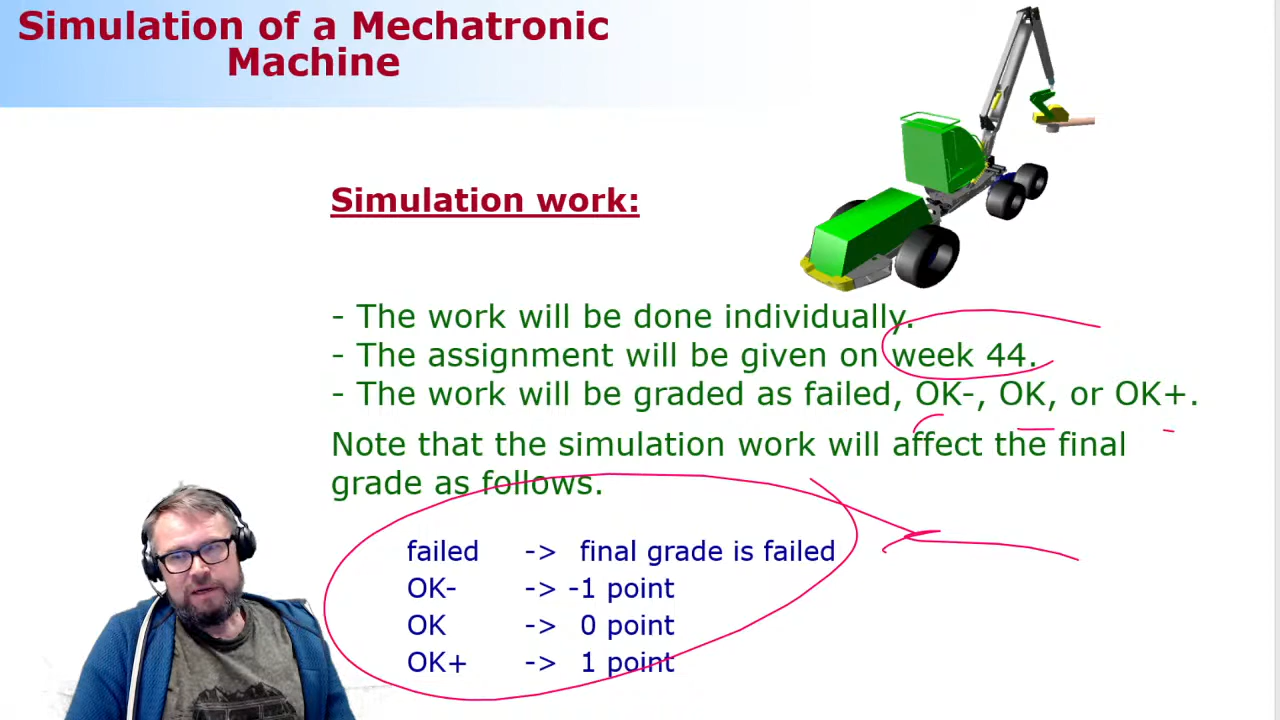 Simulation of a Mechatronic
Machine
Simulation work:
- The work will be done individually.
- The assignment will be given on week 44.
- The work will be graded as failed, OK-, OK, or OK+.
Note that the simulation work will affect the final
grade as follows.
failed -> final grade is failed
OK- -> -1 point
OK -> 0 point
OK+ -> 1 point